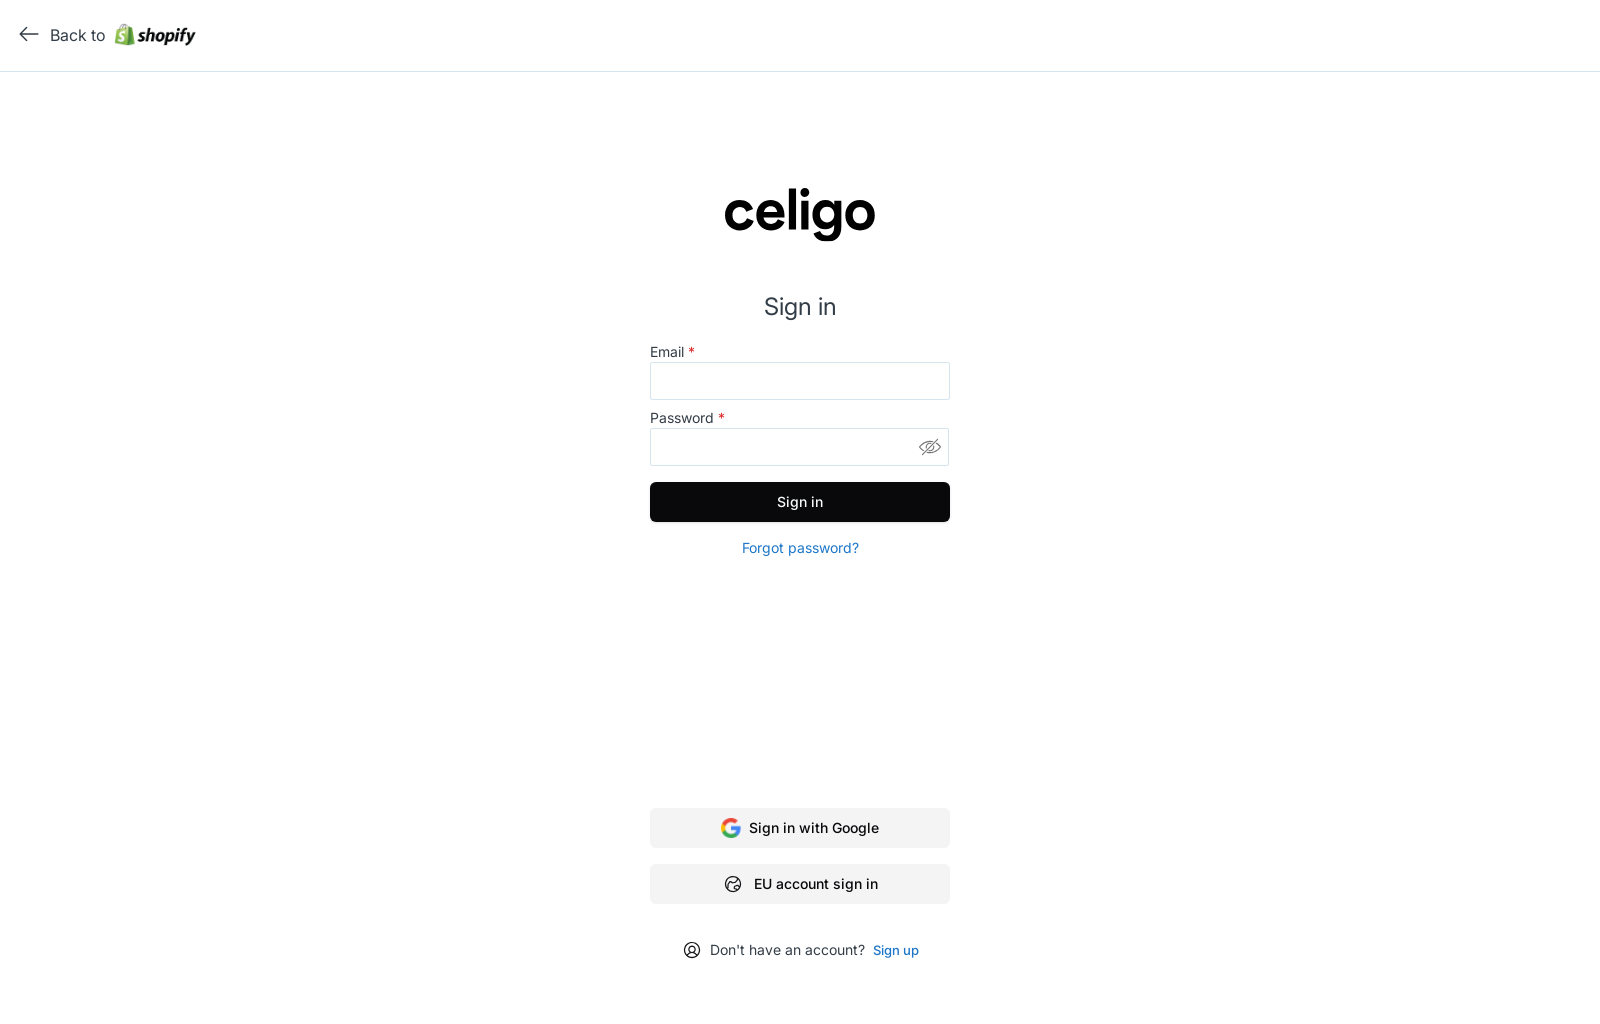 Back to shopify
celigo
Sign in
Email *
Password *
Sign in
Forgot password?
Sign in with Google
EU account sign in
Don't have an account? Sign up